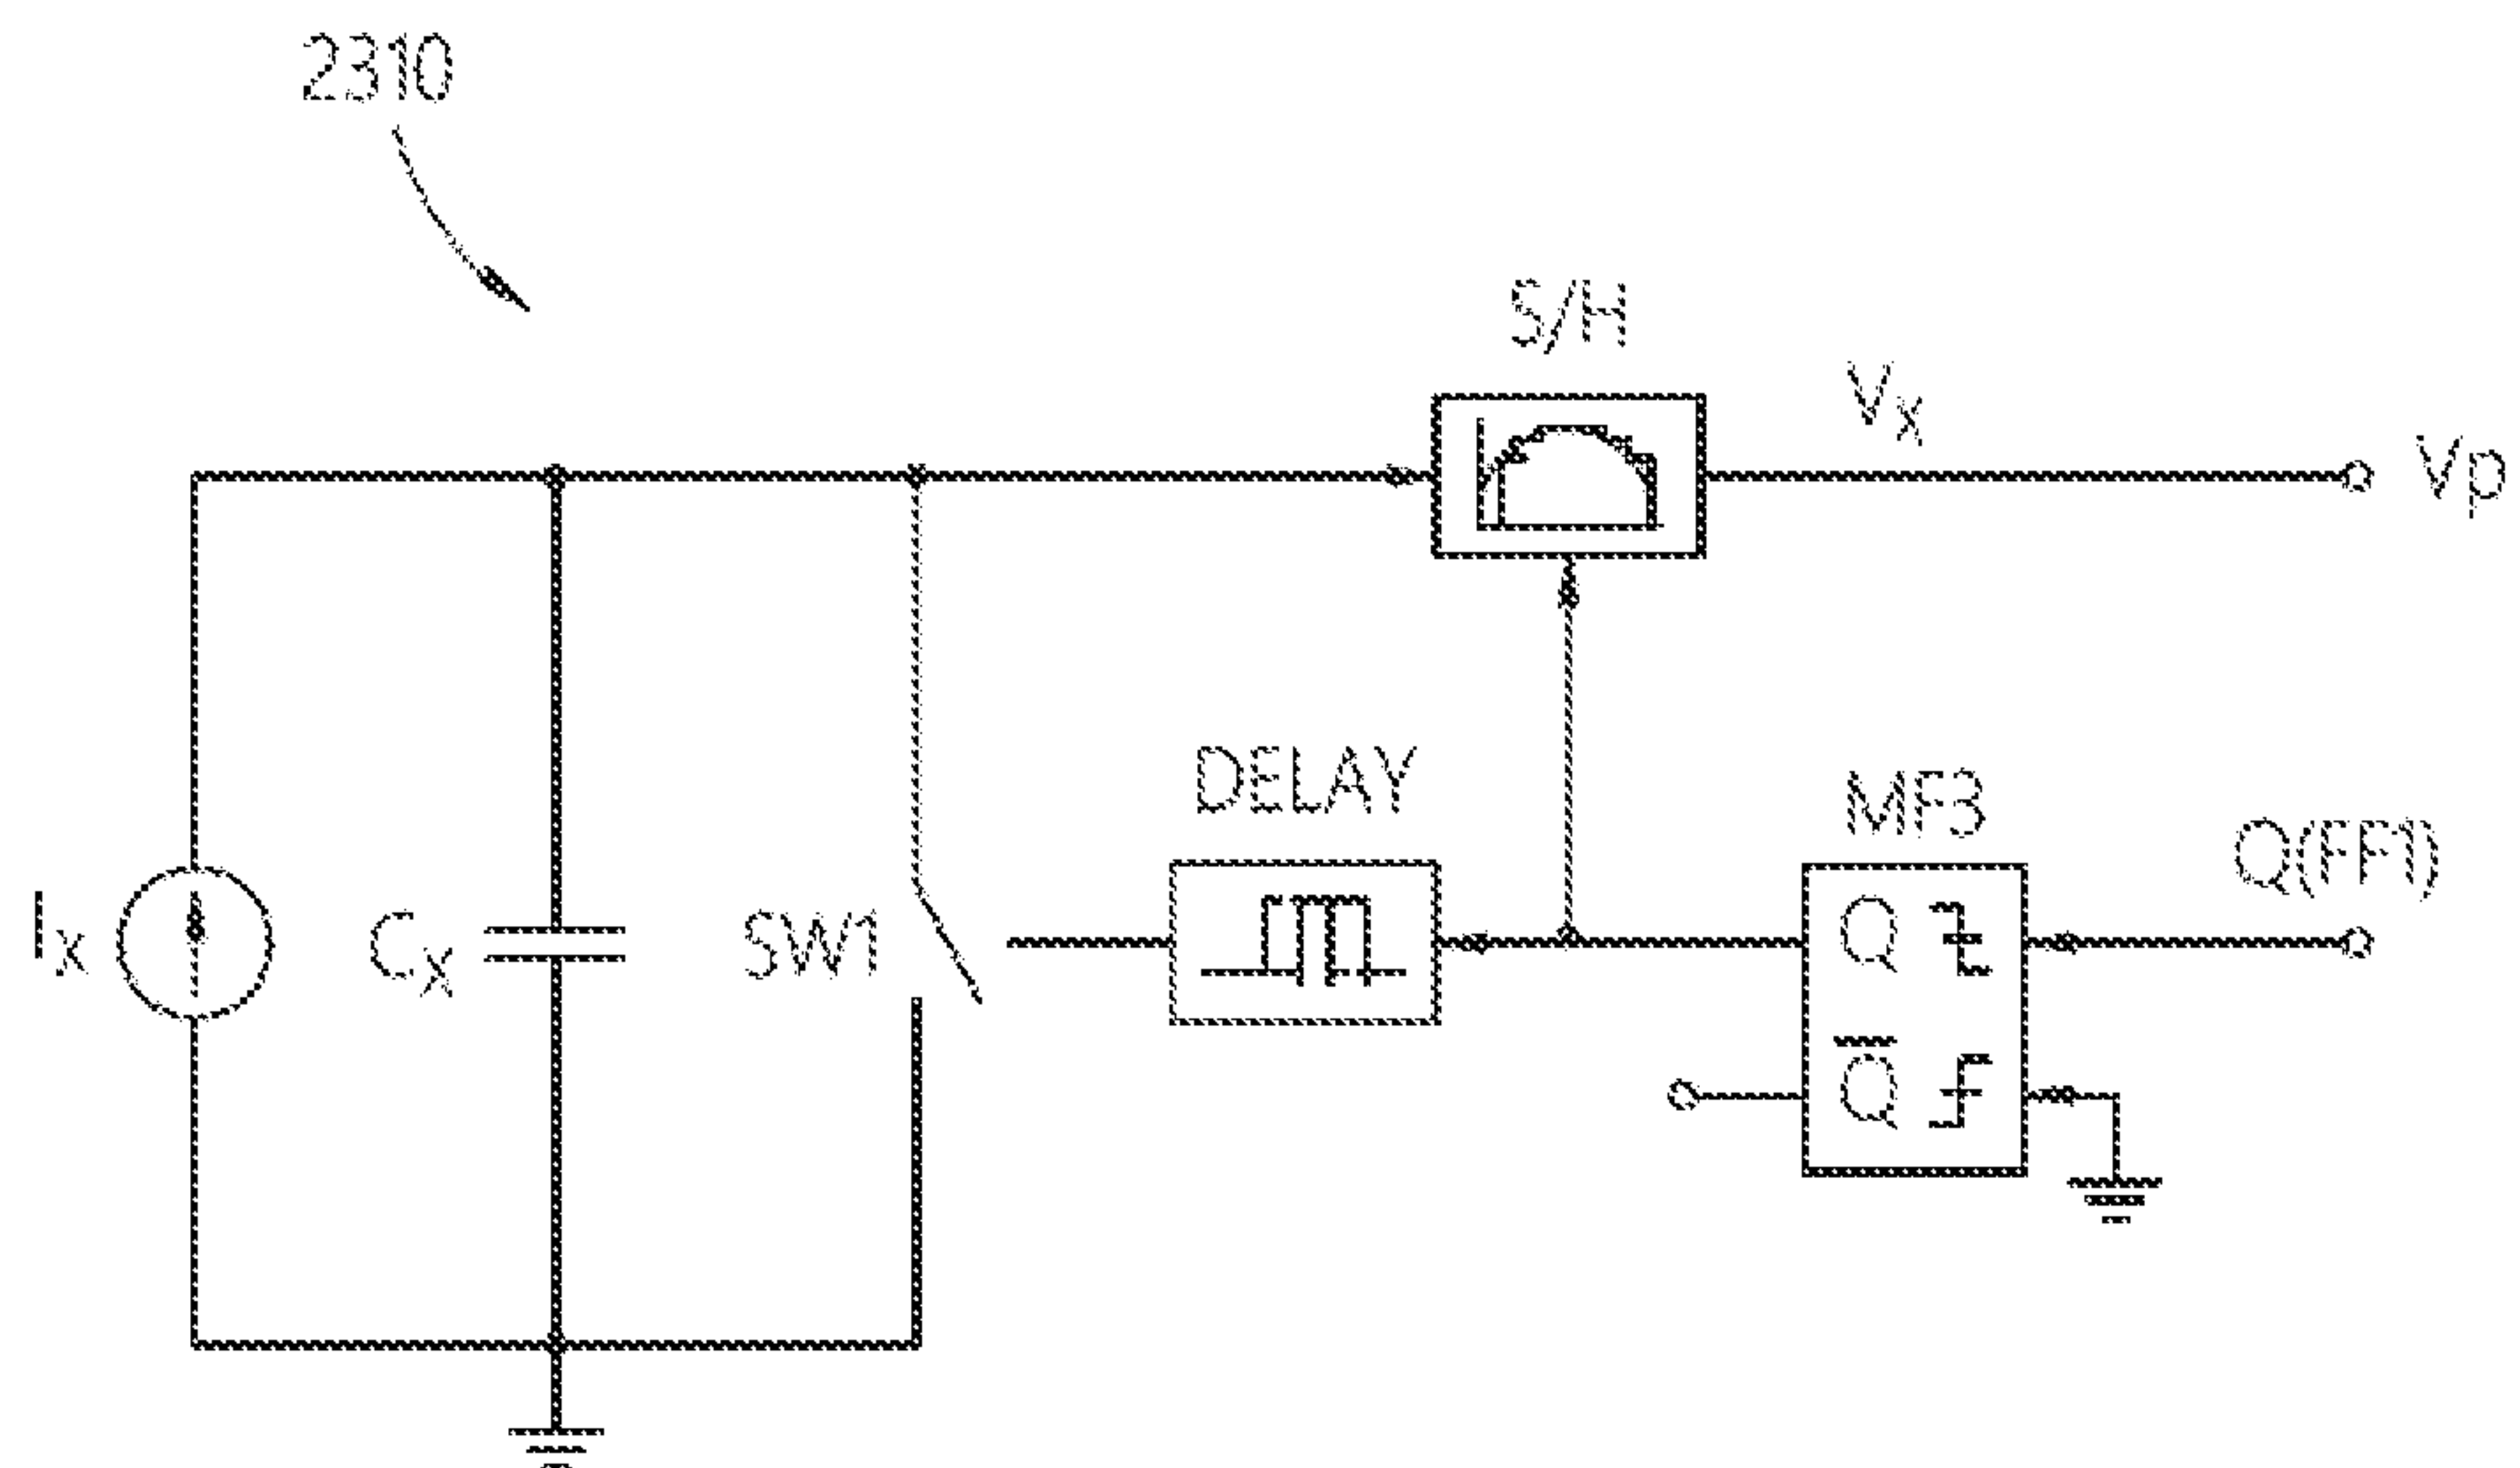 2310
S/H
VX
Vp
DELAY
MF3
Q(FF1)
IX
CX
SW1
Q
Q̅